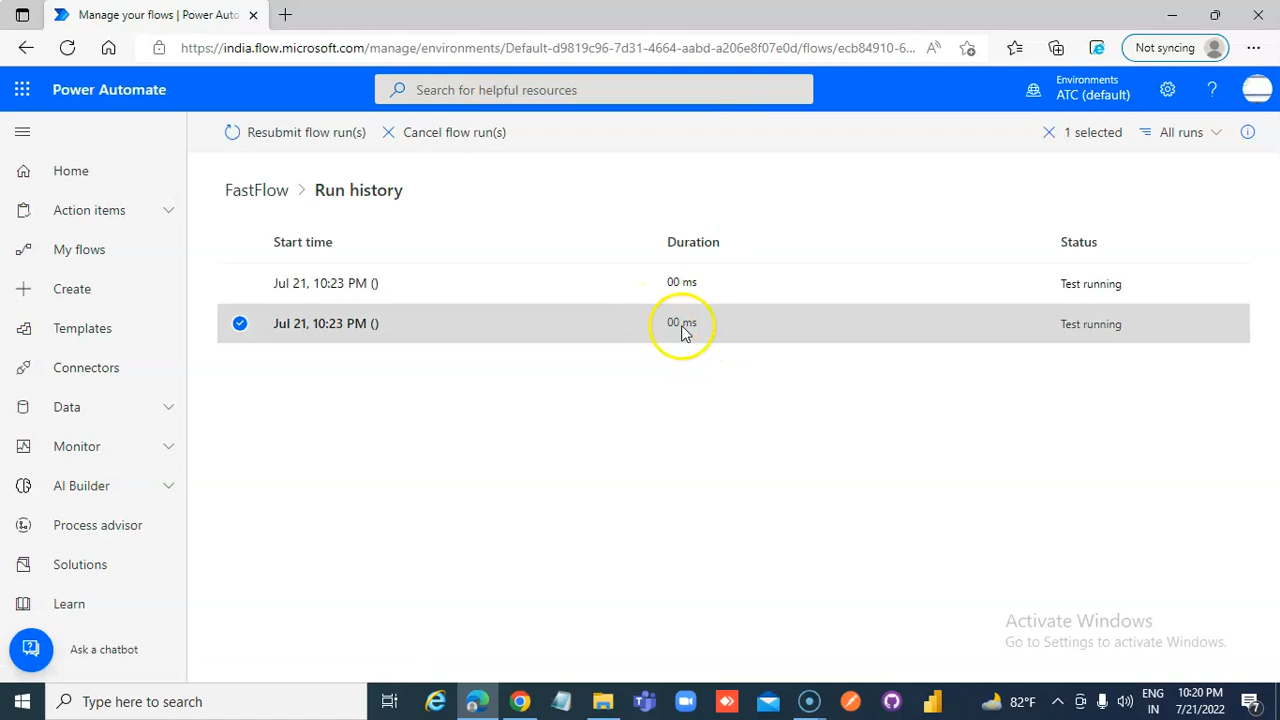 Manage your flows | Power Auto
https://india.flow.microsoft.com/manage/environments/Default-d9819c96-7d31-4664-aabd-a206e8f07e0d/flows/ecb84910-6...
Not syncing
Power Automate
Search for helpful resources
Environments
ATC (default)
Resubmit flow run(s)
Cancel flow run(s)
1 selected
All runs
Home
Action items
My flows
Create
Templates
Connectors
Data
Monitor
AI Builder
Process advisor
Solutions
Learn
Ask a chatbot
FastFlow > Run history
Start time Duration Status
Jul 21, 10:23 PM () 00 ms Test running
Jul 21, 10:23 PM () 00 ms Test running
Activate Windows
Go to Settings to activate Windows.
Type here to search
82°F
ENG
IN
10:20 PM
7/21/2022
7